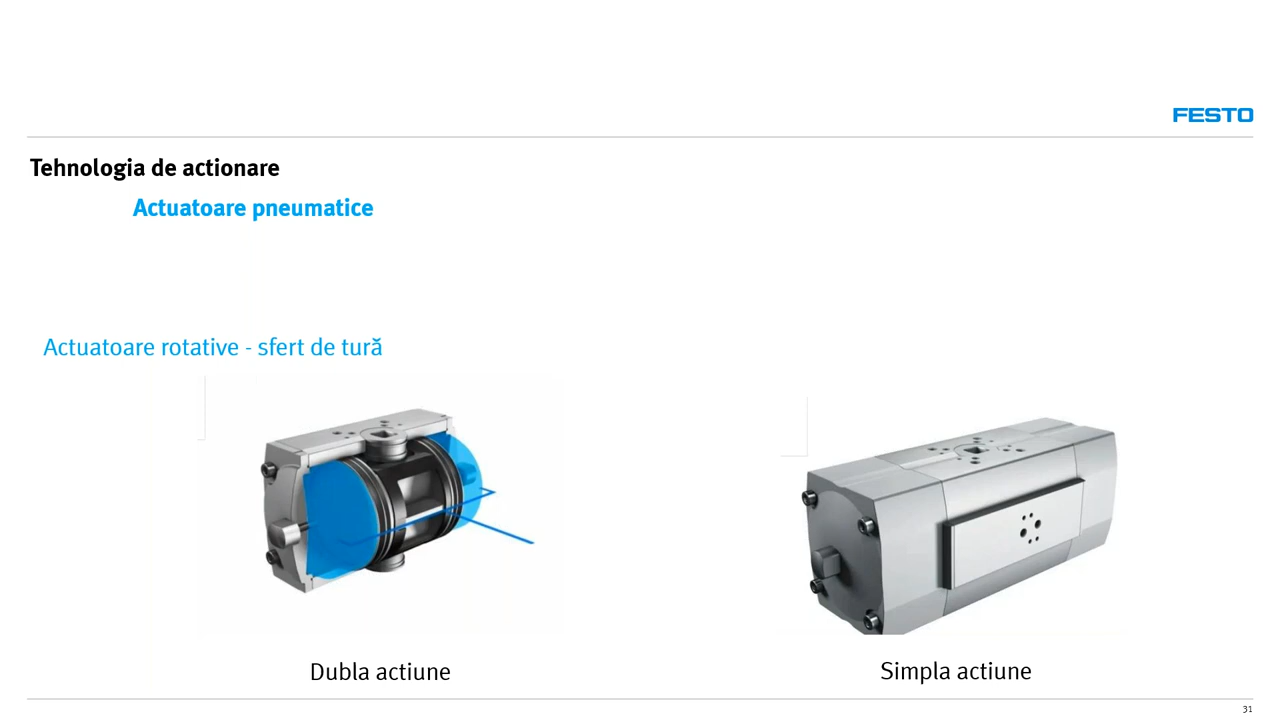 FESTO
Tehnologia de actionare
Actuatoare pneumatice
Actuatoare rotative - sfert de tură
Dubla actiune
Simpla actiune
31